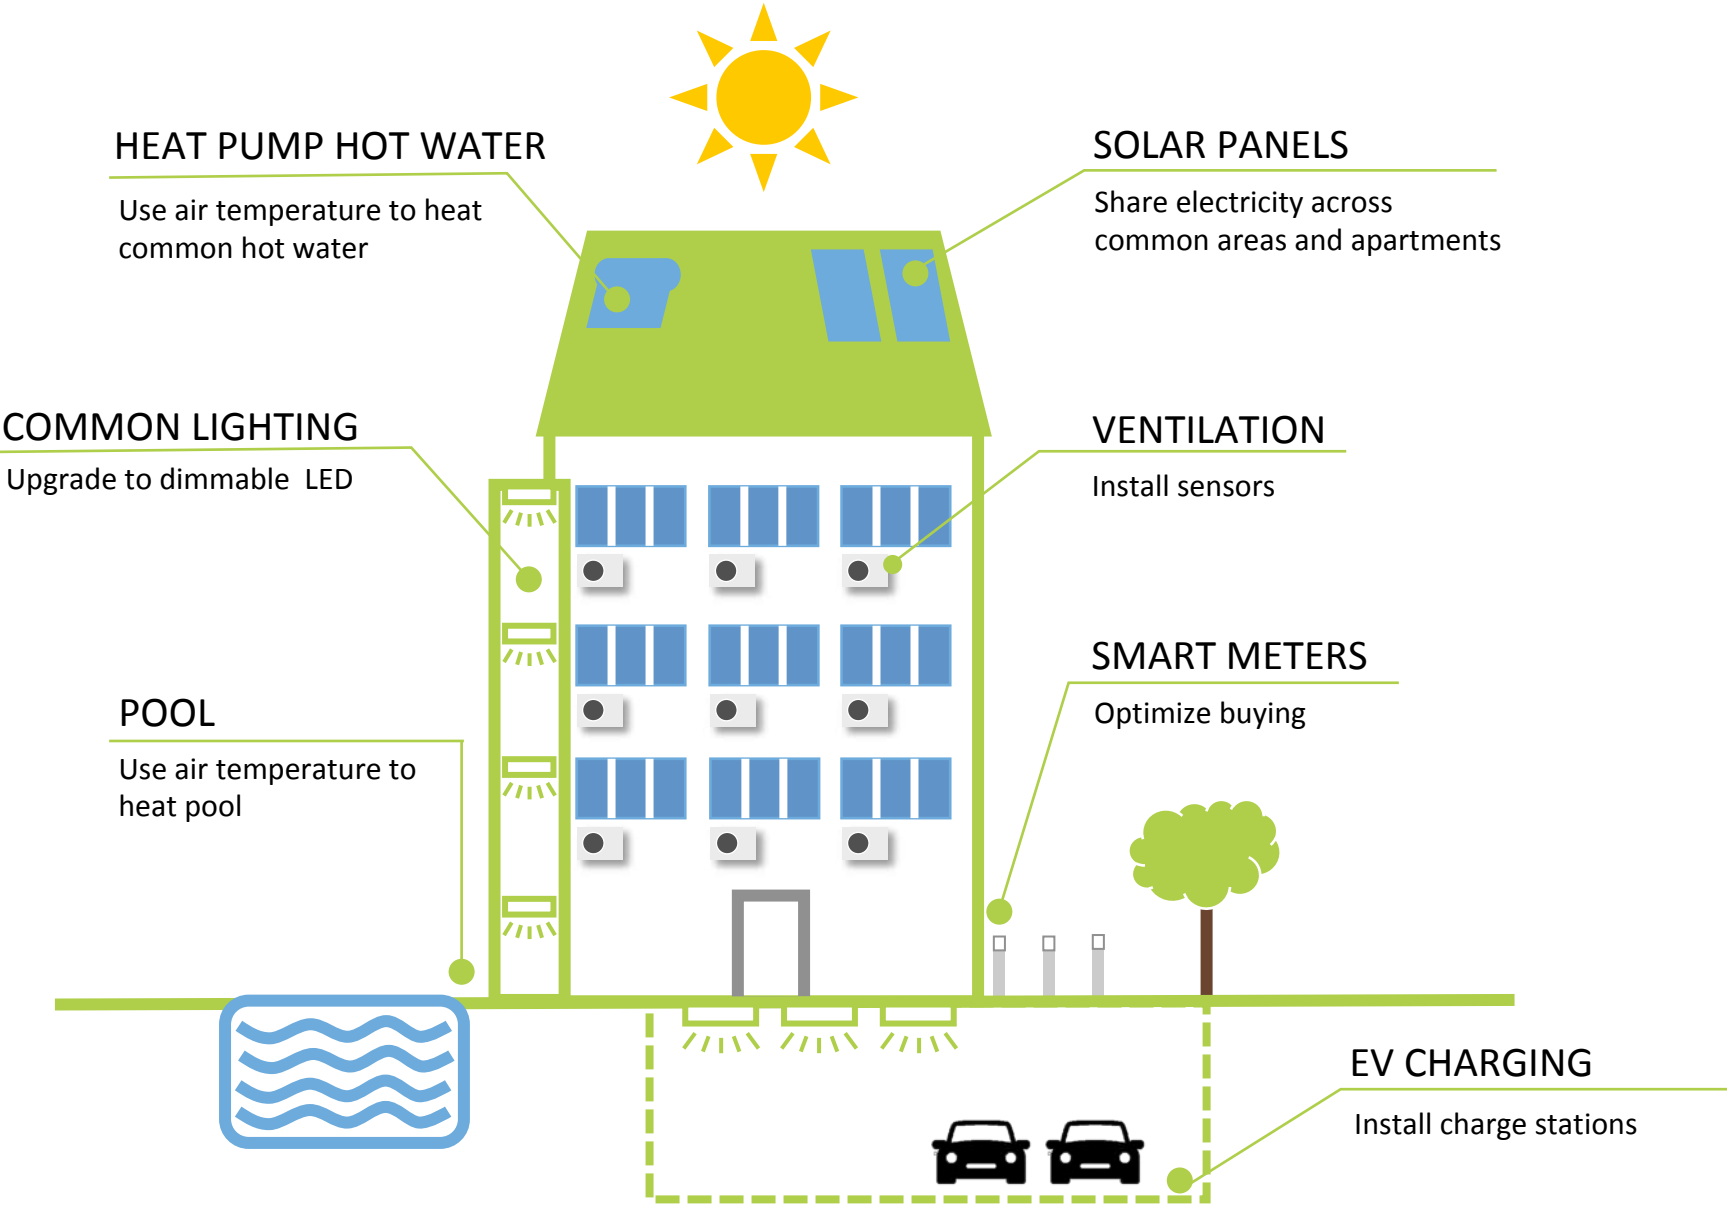 HEAT PUMP HOT WATER
Use air temperature to heat
common hot water
SOLAR PANELS
Share electricity across
common areas and apartments
COMMON LIGHTING
Upgrade to dimmable LED
VENTILATION
Install sensors
SMART METERS
Optimize buying
POOL
Use air temperature to
heat pool
EV CHARGING
Install charge stations